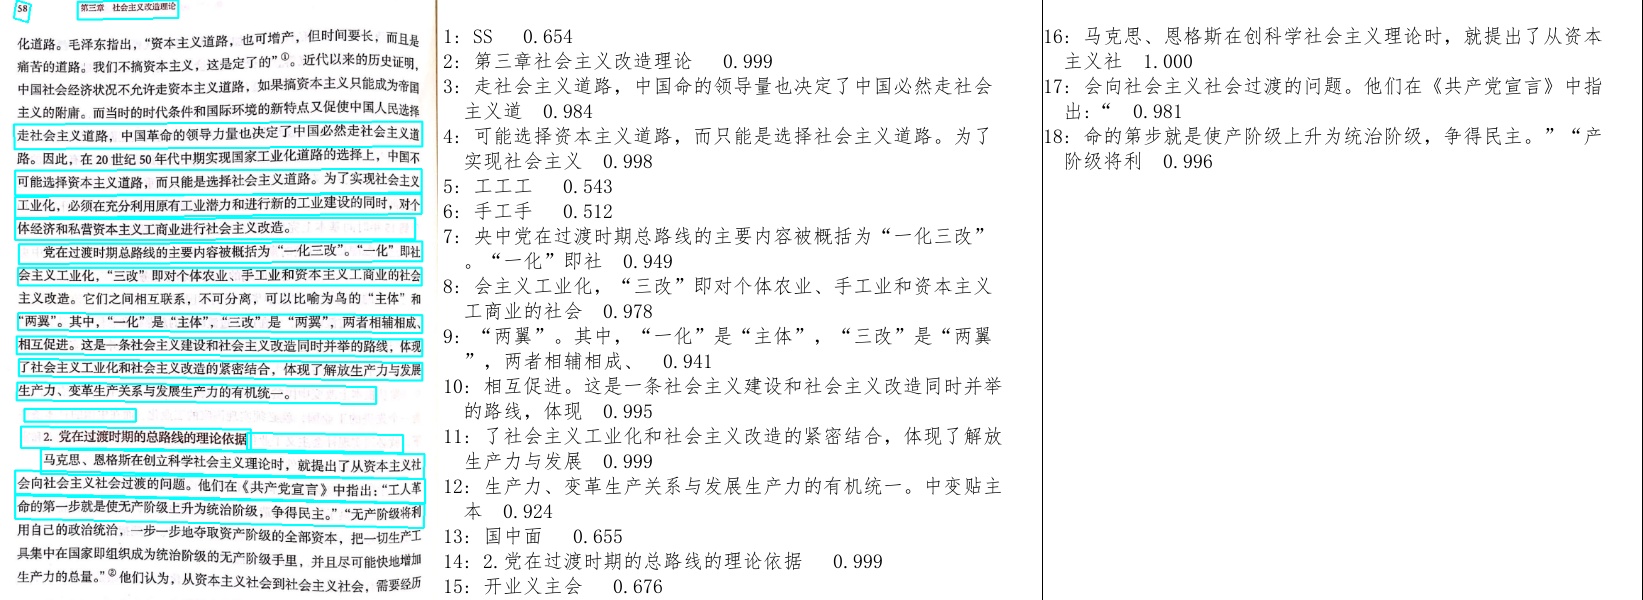 58
第三章 社会主义改造理论
化道路。毛泽东指出，“资本主义道路，也可增产，但时间要长，而且是
痛苦的道路。我们不搞资本主义，这是定了的”①。近代以来的历史证明，
中国社会经济状况不允许走资本主义道路，如果搞资本主义只能成为帝国
主义的附庸。而当时的时代条件和国际环境的新特点又促使中国人民选择
走社会主义道路，中国革命的领导力量也决定了中国必然走社会主义道
路。因此，在20世纪50年代中期实现国家工业化道路的选择上，中国不
可能选择资本主义道路，而只能是选择社会主义道路。为了实现社会主义
工业化，必须在充分利用原有工业潜力和进行新的工业建设的同时，对个
体经济和私营资本主义工商业进行社会主义改造。
党在过渡时期总路线的主要内容被概括为“一化三改”。“一化”即社
会主义工业化，“三改”即对个体农业、手工业和资本主义工商业的社会
主义改造。它们之间相互联系，不可分离，可以比喻为鸟的“主体”和
“两翼”。其中，“一化”是“主体”，“三改”是“两翼”，两者相辅相成、
相互促进。这是一条社会主义建设和社会主义改造同时并举的路线，体现
了社会主义工业化和社会主义改造的紧密结合，体现了解放生产力与发展
生产力、变革生产关系与发展生产力的有机统一。
2. 党在过渡时期的总路线的理论依据
马克思、恩格斯在创立科学社会主义理论时，就提出了从资本主义社
会向社会主义社会过渡的问题。他们在《共产党宣言》中指出：“工人革
命的第一步就是使无产阶级上升为统治阶级，争得民主。”“无产阶级将利
用自己的政治统治，一步一步地夺取资产阶级的全部资本，把一切生产工
具集中在国家即组织成为统治阶级的无产阶级手里，并且尽可能快地增加
生产力的总量。”②他们认为，从资本主义社会到社会主义社会，需要经历
1: SS 0.654
2: 第三章社会主义改造理论 0.999
3: 走社会主义道路，中国命的领导量也决定了中国必然走社会
主义道 0.984
4: 可能选择资本主义道路，而只能是选择社会主义道路。为了
实现社会主义 0.998
5: 工工工 0.543
6: 手工手 0.512
7: 央中党在过渡时期总路线的主要内容被概括为“一化三改”
。“一化”即社 0.949
8: 会主义工业化，“三改”即对个体农业、手工业和资本主义
工商业的社会 0.978
9: “两翼”。其中，“一化”是“主体”，“三改”是“两翼
”，两者相辅相成、 0.941
10: 相互促进。这是一条社会主义建设和社会主义改造同时并举
的路线，体现 0.995
11: 了社会主义工业化和社会主义改造的紧密结合，体现了解放
生产力与发展 0.999
12: 生产力、变革生产关系与发展生产力的有机统一。中变贴主
本 0.924
13: 国中面 0.655
14: 2.党在过渡时期的总路线的理论依据 0.999
15: 开业义主会 0.676
16: 马克思、恩格斯在创科学社会主义理论时，就提出了从资本
主义社 1.000
17: 会向社会主义社会过渡的问题。他们在《共产党宣言》中指
出：“ 0.981
18: 命的第步就是使产阶级上升为统治阶级，争得民主。”“产
阶级将利 0.996